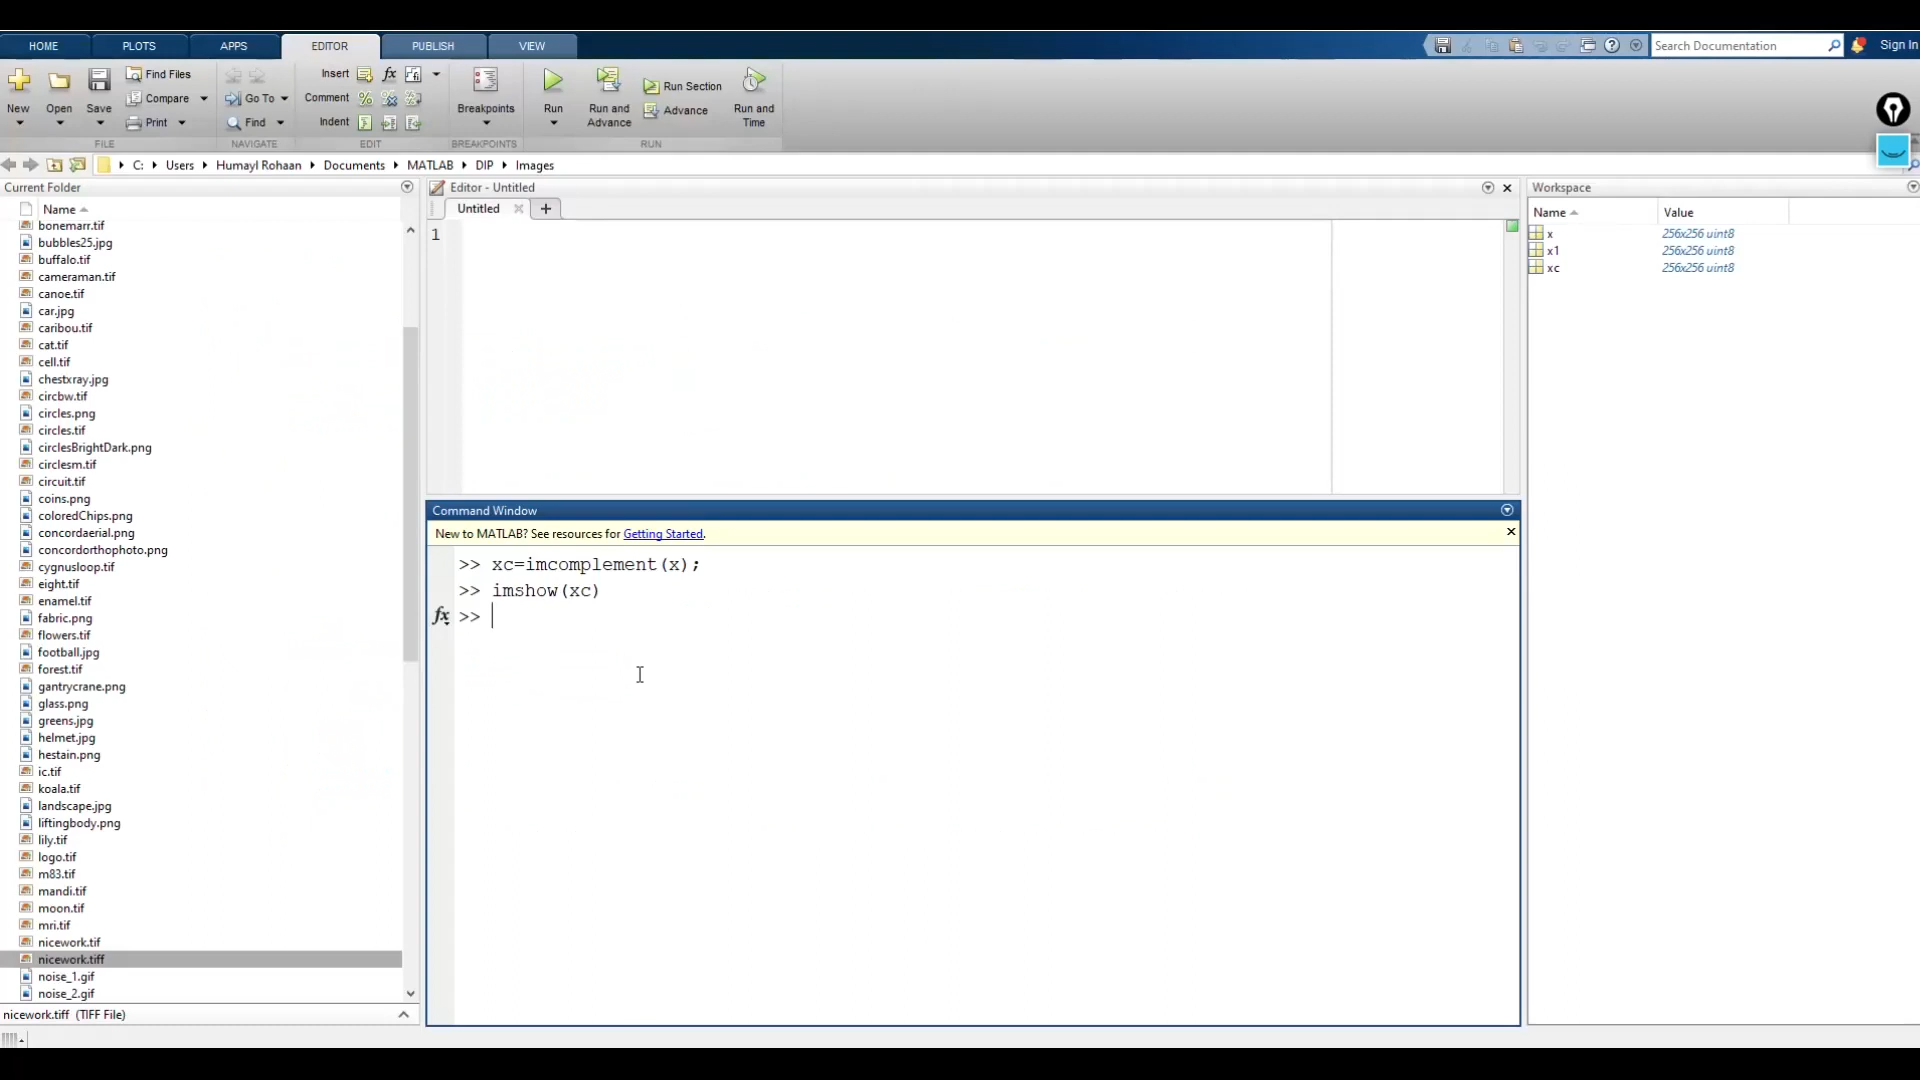 HOME PLOTS APPS EDITOR PUBLISH VIEW
Search Documentation
Sign In
New
Open
Save
Find Files
Compare
Print
FILE
Go To
Find
NAVIGATE
Insert
Comment
Indent
EDIT
Breakpoints
BREAKPOINTS
Run
Run and
Advance
Run Section
Advance
Run and
Time
RUN
C: Users Humayl Rohaan Documents MATLAB DIP Images
Current Folder
Name
bonemarr.tif
bubbles25.jpg
buffalo.tif
cameraman.tif
canoe.tif
car.jpg
caribou.tif
cat.tif
cell.tif
chestxray.jpg
circbw.tif
circles.png
circles.tif
circlesBrightDark.png
circlesm.tif
circuit.tif
coins.png
coloredChips.png
concordaerial.png
concordorthophoto.png
cygnusloop.tif
eight.tif
enamel.tif
fabric.png
flowers.tif
football.jpg
forest.tif
gantrycrane.png
glass.png
greens.jpg
helmet.jpg
hestain.png
ic.tif
koala.tif
landscape.jpg
liftingbody.png
lily.tif
logo.tif
m83.tif
mandi.tif
moon.tif
mri.tif
nicework.tif
nicework.tiff
noise_1.gif
noise_2.gif
nicework.tiff (TIFF File)
Editor - Untitled
Untitled
1
Command Window
New to MATLAB? See resources for Getting Started.
>> xc=imcomplement(x);
>> imshow(xc)
fx >>
Workspace
Name Value
x 256x256 uint8
x1 256x256 uint8
xc 256x256 uint8